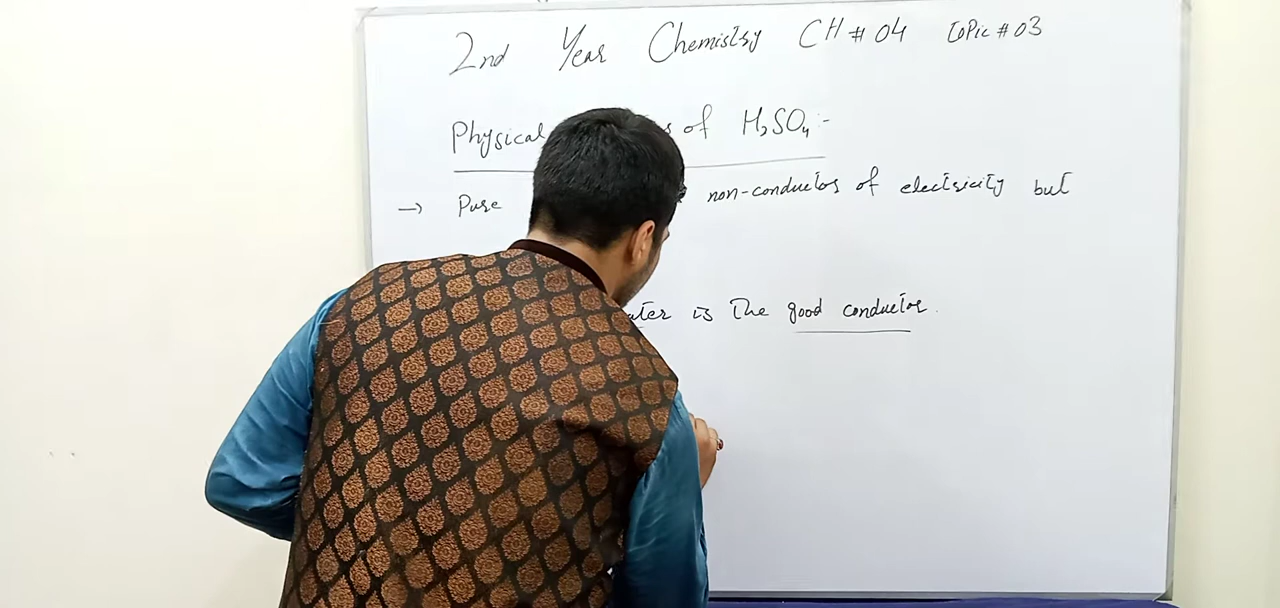 2nd Year Chemistry CH # 04 Topic # 03
Physical of H₂SO₄:-
→ Pure non-conductor of electricity but
is the good conductor.